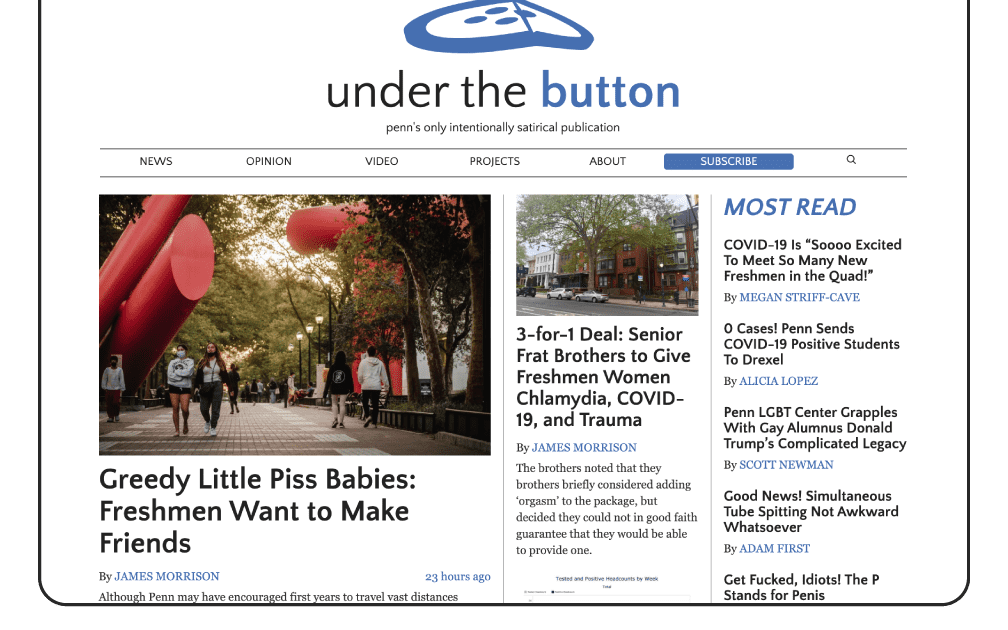 under the button
penn's only intentionally satirical publication
NEWS OPINION VIDEO PROJECTS ABOUT SUBSCRIBE
Greedy Little Piss Babies:
Freshmen Want to Make
Friends
By JAMES MORRISON 23 hours ago
Although Penn may have encouraged first years to travel vast distances
3-for-1 Deal: Senior
Frat Brothers to Give
Freshmen Women
Chlamydia, COVID-
19, and Trauma
By JAMES MORRISON
The brothers noted that they
brothers briefly considered adding
‘orgasm’ to the package, but
decided they could not in good faith
guarantee that they would be able
to provide one.
Tested and Positive Headcounts by Week
MOST READ
COVID-19 Is “Soooo Excited
To Meet So Many New
Freshmen in the Quad!”
By MEGAN STRIFF-CAVE
0 Cases! Penn Sends
COVID-19 Positive Students
To Drexel
By ALICIA LOPEZ
Penn LGBT Center Grapples
With Gay Alumnus Donald
Trump’s Complicated Legacy
By SCOTT NEWMAN
Good News! Simultaneous
Tube Spitting Not Awkward
Whatsoever
By ADAM FIRST
Get Fucked, Idiots! The P
Stands for Penis